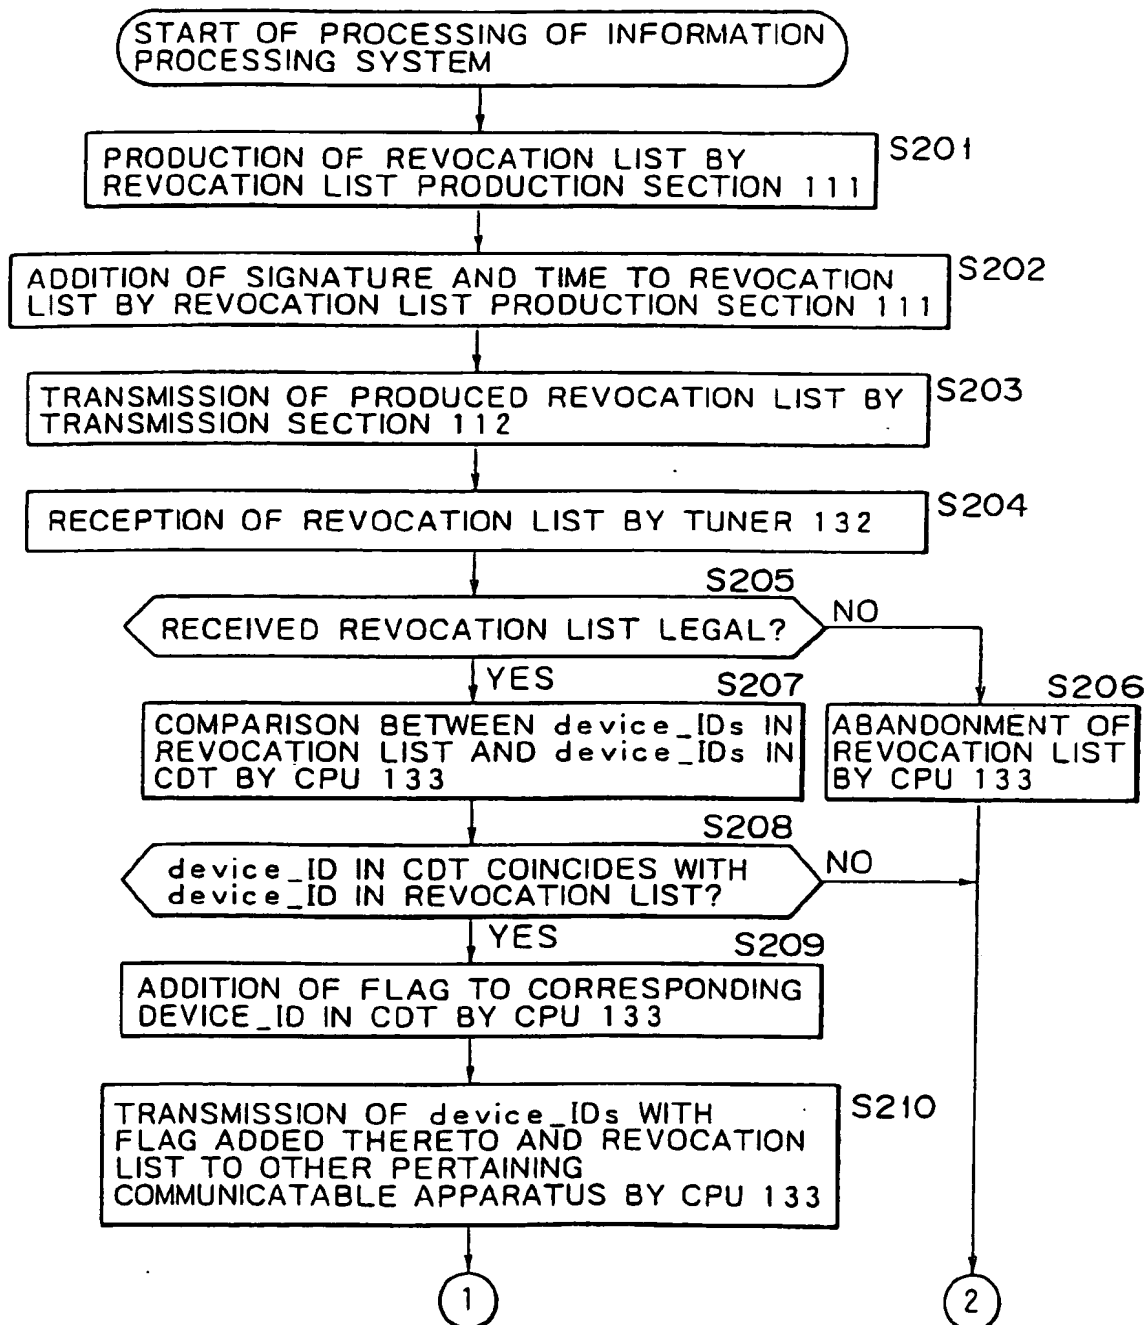 START OF PROCESSING OF INFORMATION
PROCESSING SYSTEM
S201
PRODUCTION OF REVOCATION LIST BY
REVOCATION LIST PRODUCTION SECTION 111
S202
ADDITION OF SIGNATURE AND TIME TO REVOCATION
LIST BY REVOCATION LIST PRODUCTION SECTION 111
S203
TRANSMISSION OF PRODUCED REVOCATION LIST BY
TRANSMISSION SECTION 112
S204
RECEPTION OF REVOCATION LIST BY TUNER 132
S205
RECEIVED REVOCATION LIST LEGAL?
NO
YES
S207
COMPARISON BETWEEN device_IDs IN
REVOCATION LIST AND device_IDs IN
CDT BY CPU 133
S206
ABANDONMENT OF
REVOCATION LIST
BY CPU 133
S208
device_ID IN CDT COINCIDES WITH
device_ID IN REVOCATION LIST?
NO
YES
S209
ADDITION OF FLAG TO CORRESPONDING
DEVICE_ID IN CDT BY CPU 133
S210
TRANSMISSION OF device_IDs WITH
FLAG ADDED THERETO AND REVOCATION
LIST TO OTHER PERTAINING
COMMUNICATABLE APPARATUS BY CPU 133
1
2